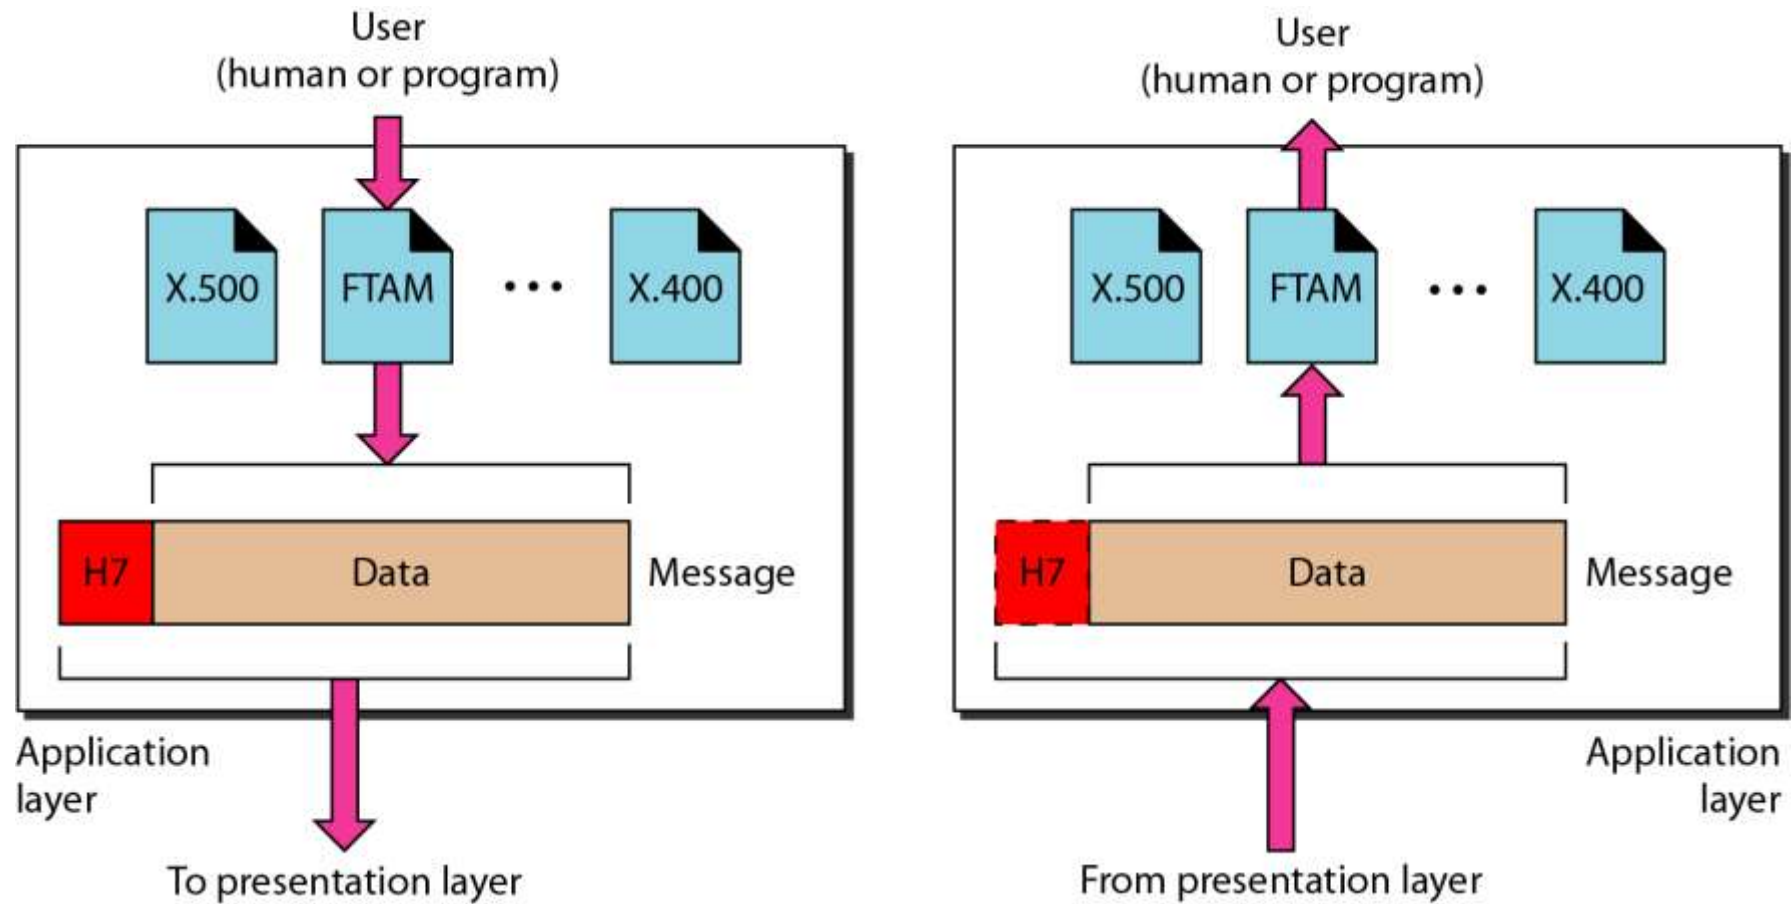 User
(human or program)
X.500
FTAM
...
X.400
H7
Data
Message
Application
layer
To presentation layer
User
(human or program)
X.500
FTAM
...
X.400
H7
Data
Message
Application
layer
From presentation layer